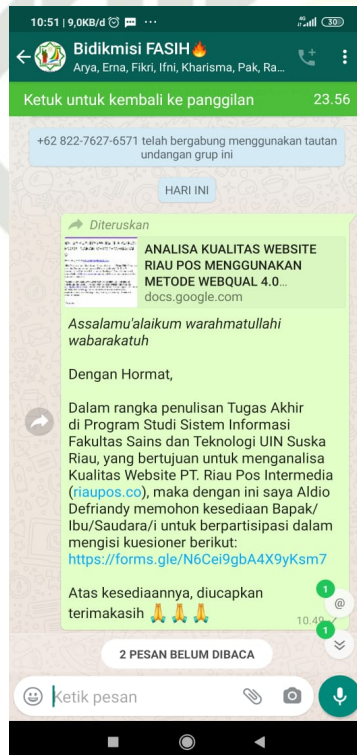 10:51 | 9,0KB/d
4G
30
Bidikmisi FASIH🔥
Arya, Erna, Fikri, Ifni, Kharisma, Pak, Ra...
Ketuk untuk kembali ke panggilan 23.56
+62 822-7627-6571 telah bergabung menggunakan tautan
undangan grup ini
HARI INI
Diteruskan
ANALISA KUALITAS WEBSITE
RIAU POS MENGGUNAKAN
METODE WEBQUAL 4.0...
docs.google.com
Assalamu'alaikum warahmatullahi
wabarakatuh
Dengan Hormat,
Dalam rangka penulisan Tugas Akhir
di Program Studi Sistem Informasi
Fakultas Sains dan Teknologi UIN Suska
Riau, yang bertujuan untuk menganalisa
Kualitas Website PT. Riau Pos Intermedia
(riaupos.co), maka dengan ini saya Aldio
Defriandy memohon kesediaan Bapak/
Ibu/Saudara/i untuk berpartisipasi dalam
mengisi kuesioner berikut:
https://forms.gle/N6Cei9gbA4X9yKsm7
Atas kesediaannya, diucapkan
terimakasih 🙏 🙏 🙏
10.49
1
@
1
2 PESAN BELUM DIBACA
Ketik pesan